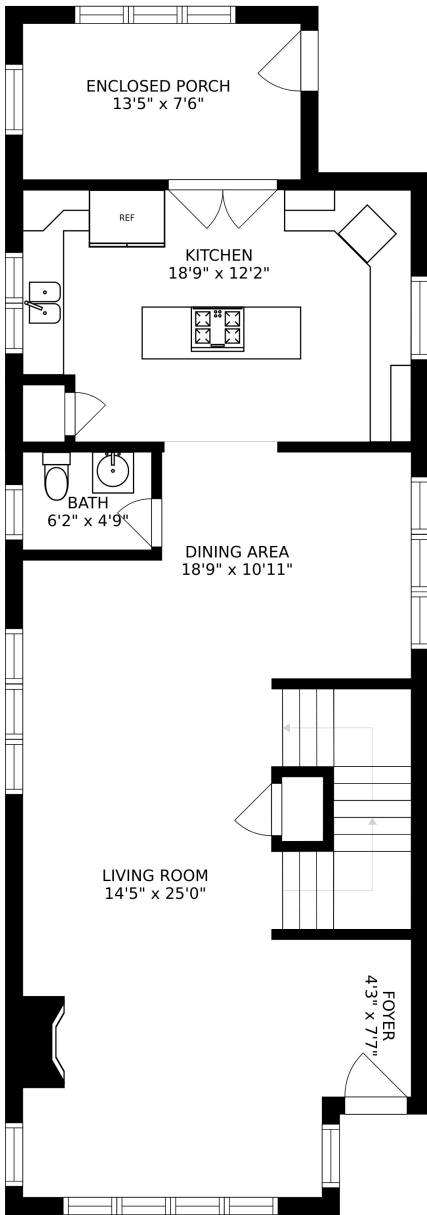 ENCLOSED PORCH
13'5" x 7'6"
REF
KITCHEN
18'9" x 12'2"
BATH
6'2" x 4'9"
DINING AREA
18'9" x 10'11"
LIVING ROOM
14'5" x 25'0"
FOYER
4'3" x 7'7"